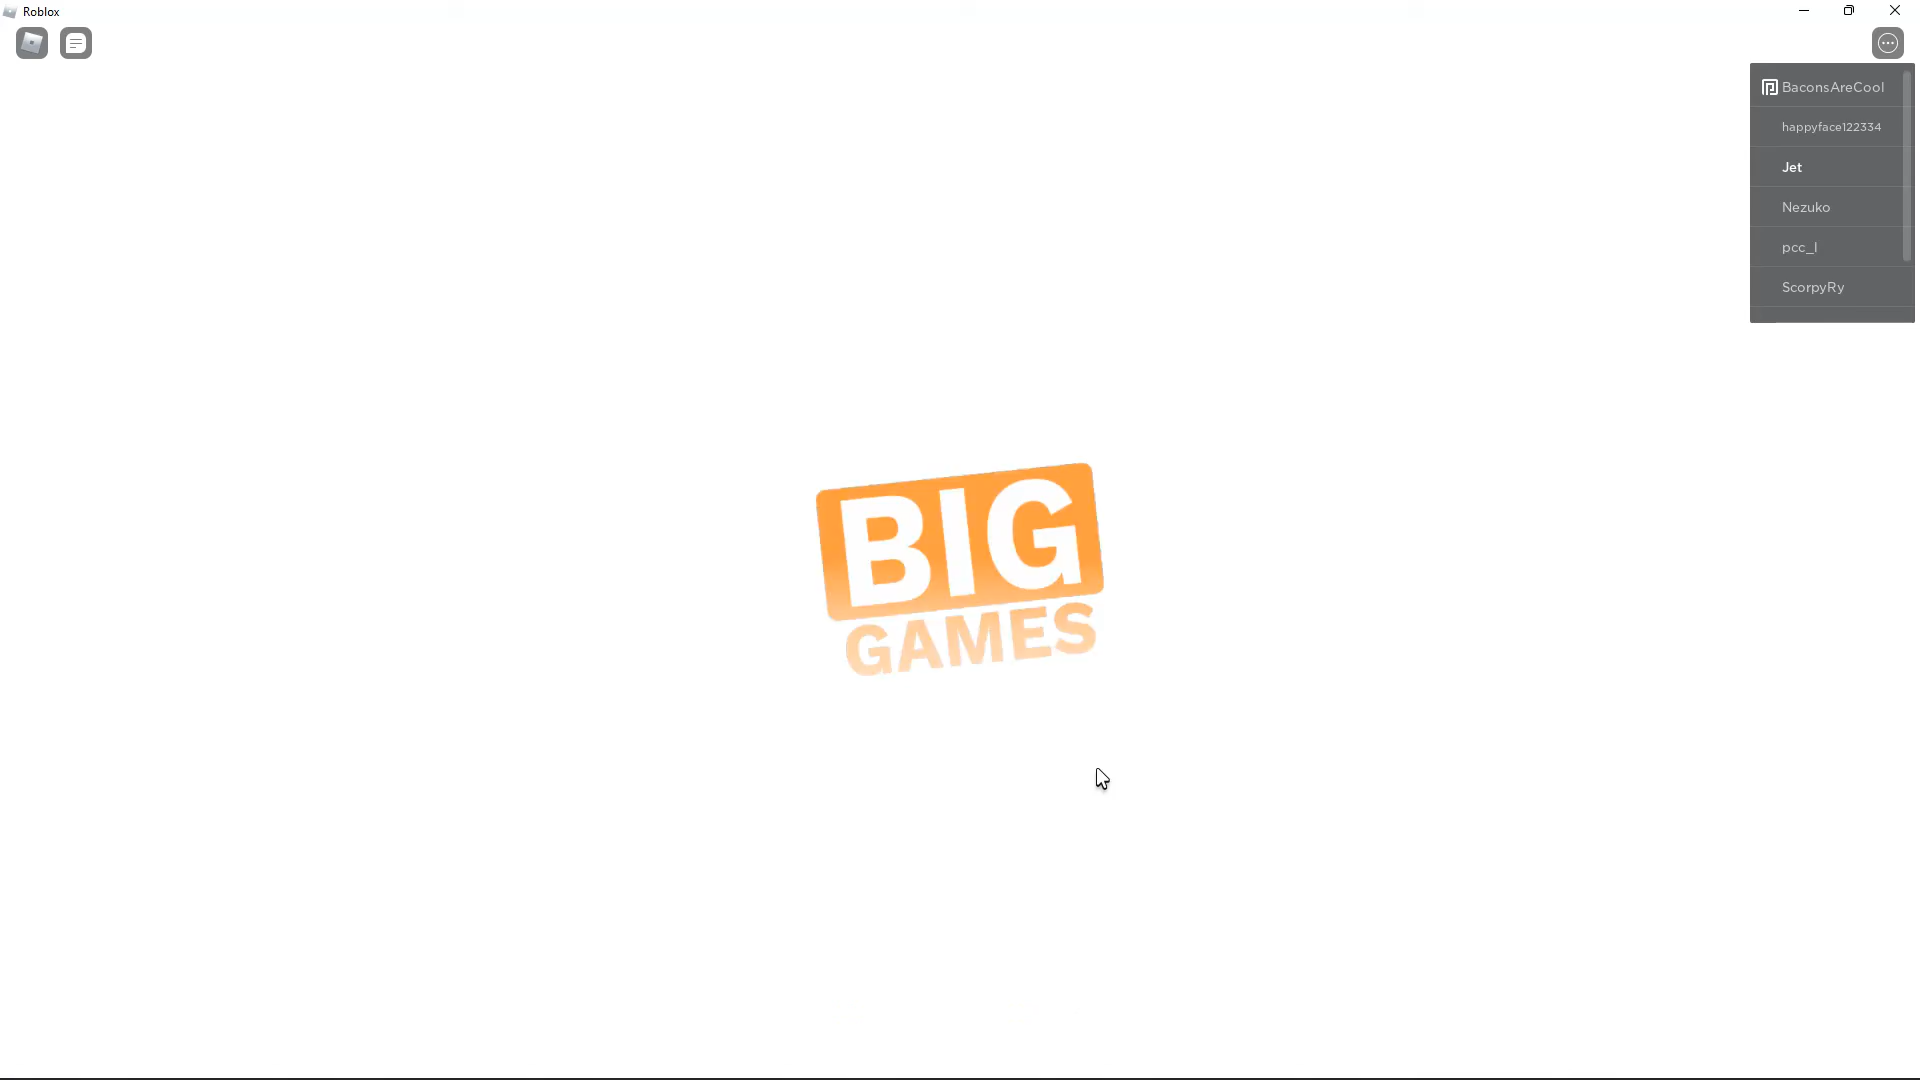 Roblox
BaconsAreCool
happyface122334
Jet
Nezuko
pcc_l
ScorpyRy
BIG
GAMES